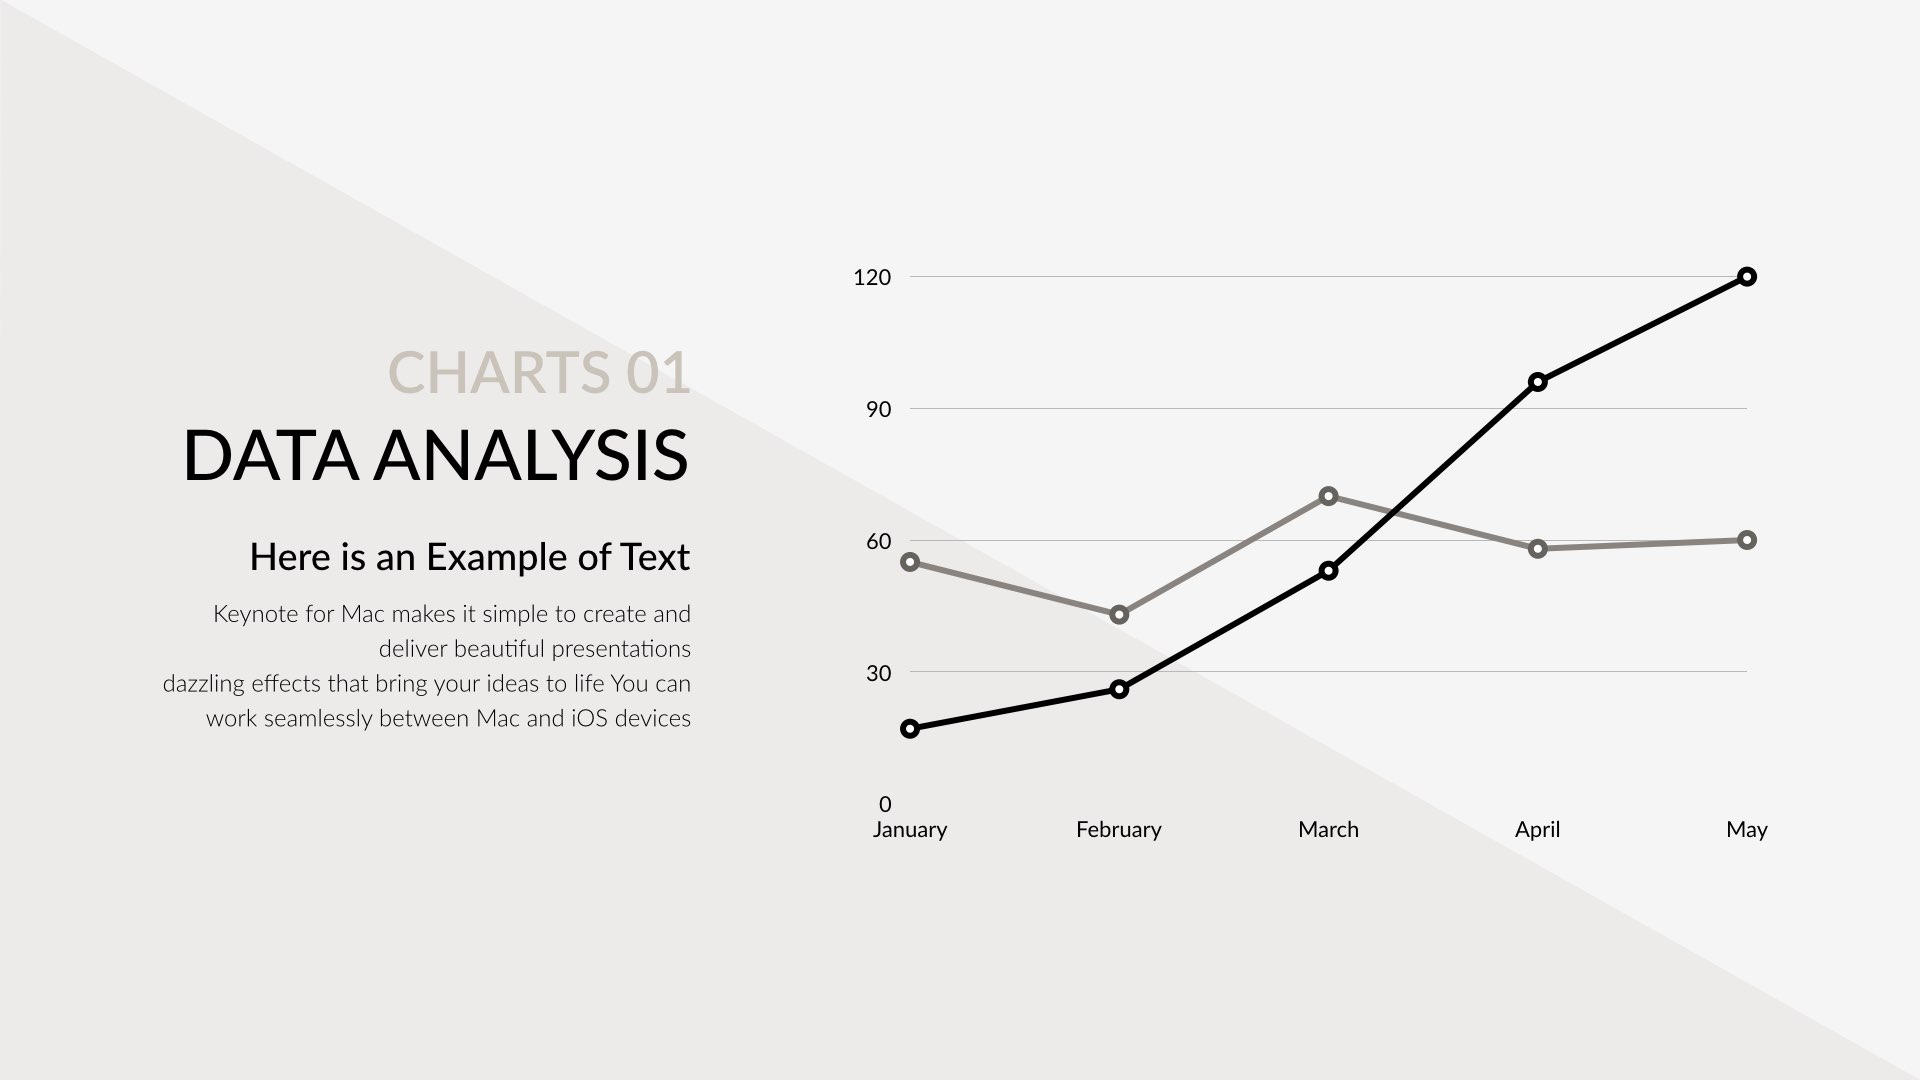 CHARTS 01
DATA ANALYSIS
Here is an Example of Text
Keynote for Mac makes it simple to create and
deliver beautiful presentations
dazzling effects that bring your ideas to life You can
work seamlessly between Mac and iOS devices
120
90
60
30
0
January February March April May